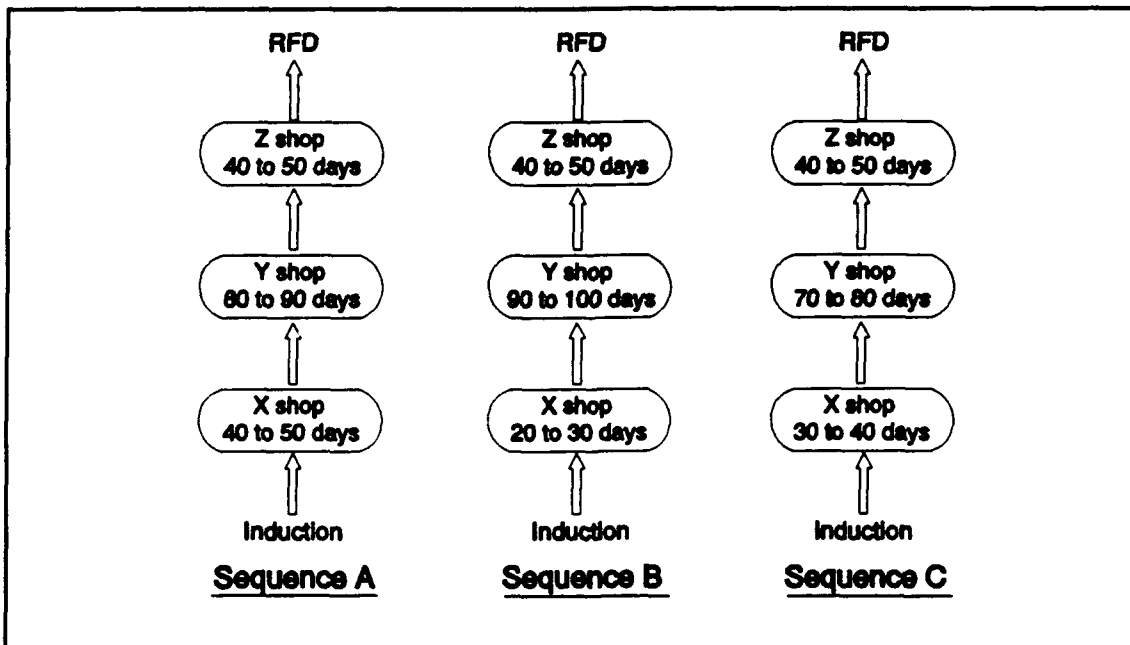 RFD
Z shop
40 to 50 days
Y shop
80 to 90 days
X shop
40 to 50 days
Induction
Sequence A
RFD
Z shop
40 to 50 days
Y shop
90 to 100 days
X shop
20 to 30 days
Induction
Sequence B
RFD
Z shop
40 to 50 days
Y shop
70 to 80 days
X shop
30 to 40 days
Induction
Sequence C